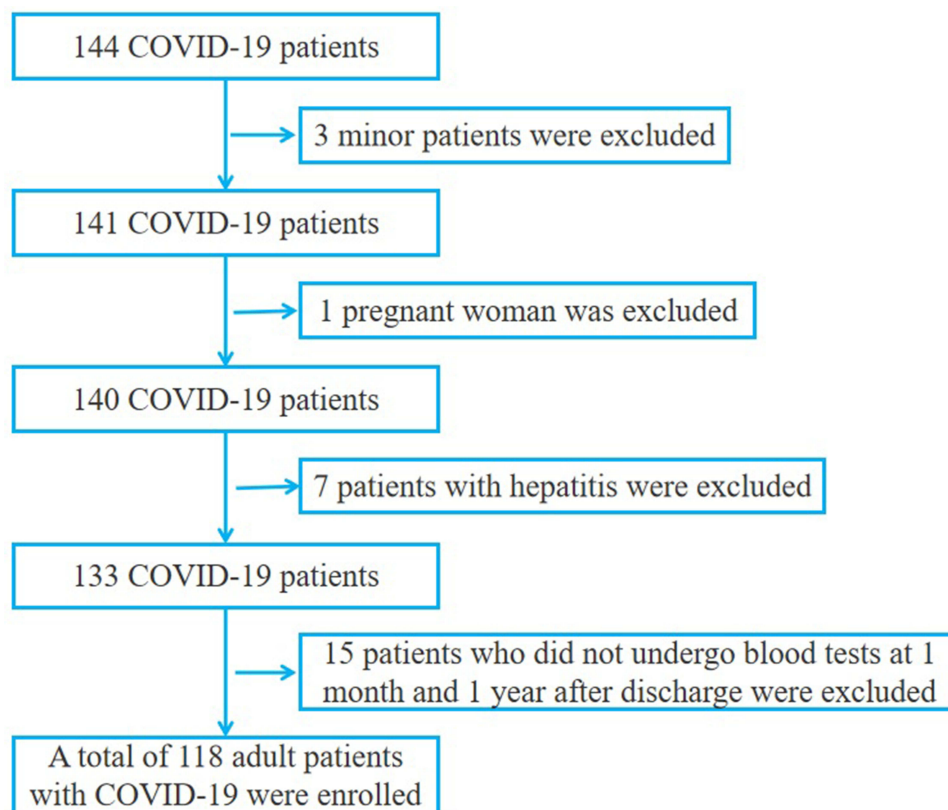 144 COVID-19 patients
3 minor patients were excluded
141 COVID-19 patients
1 pregnant woman was excluded
140 COVID-19 patients
7 patients with hepatitis were excluded
133 COVID-19 patients
15 patients who did not undergo blood tests at 1
month and 1 year after discharge were excluded
A total of 118 adult patients
with COVID-19 were enrolled